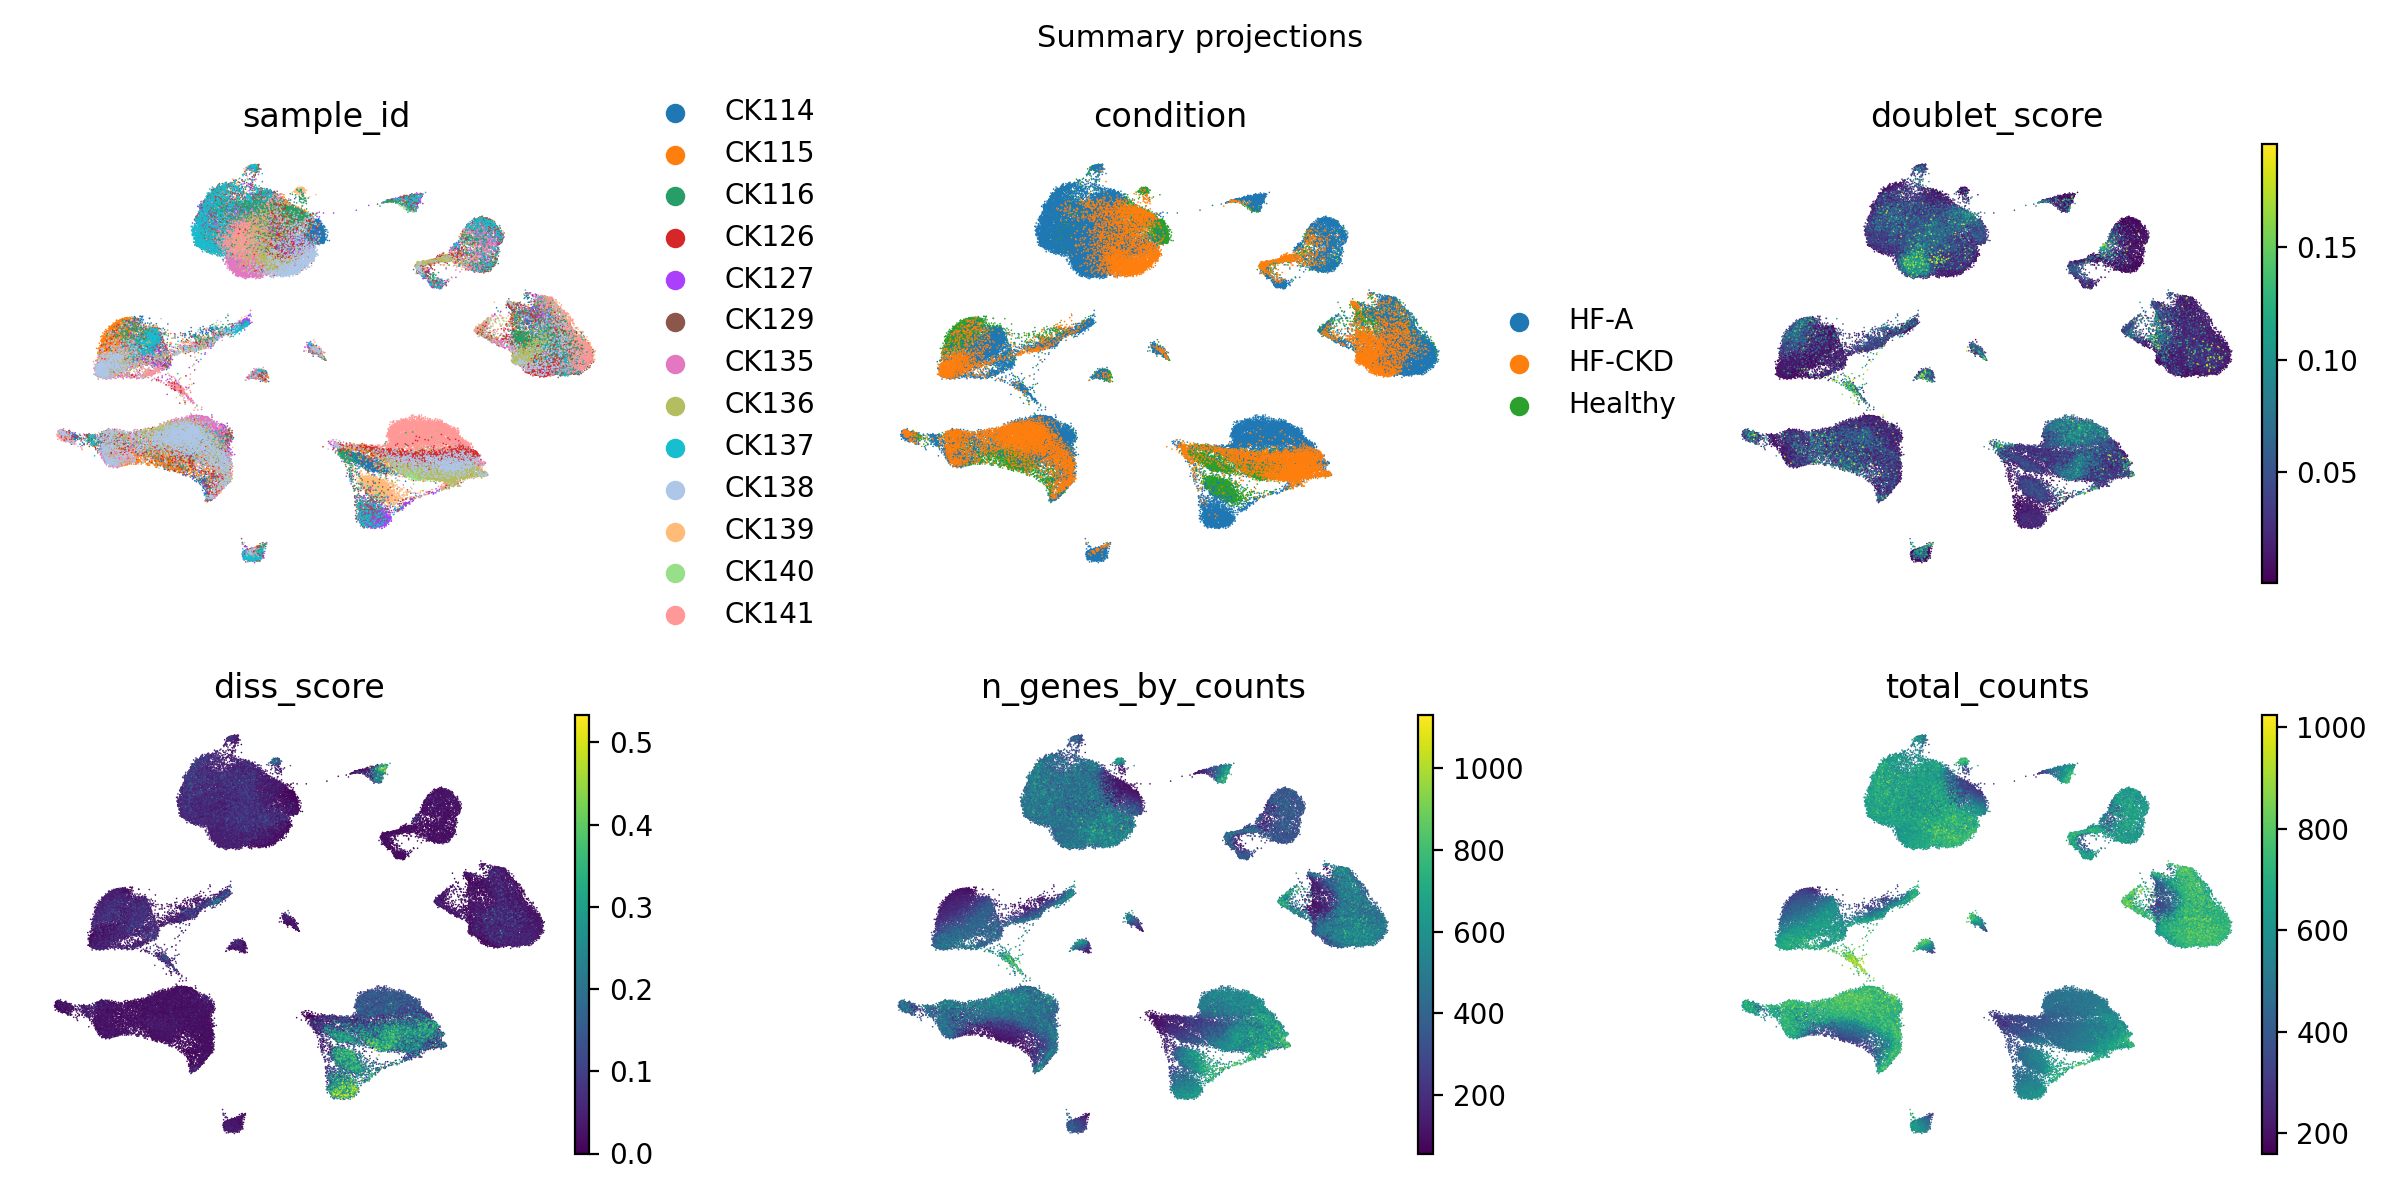 Summary projections
sample_id
CK114
CK115
CK116
CK126
CK127
CK129
CK135
CK136
CK137
CK138
CK139
CK140
CK141
condition
HF-A
HF-CKD
Healthy
doublet_score
0.15
0.10
0.05
diss_score
0.5
0.4
0.3
0.2
0.1
0.0
n_genes_by_counts
1000
800
600
400
200
total_counts
1000
800
600
400
200